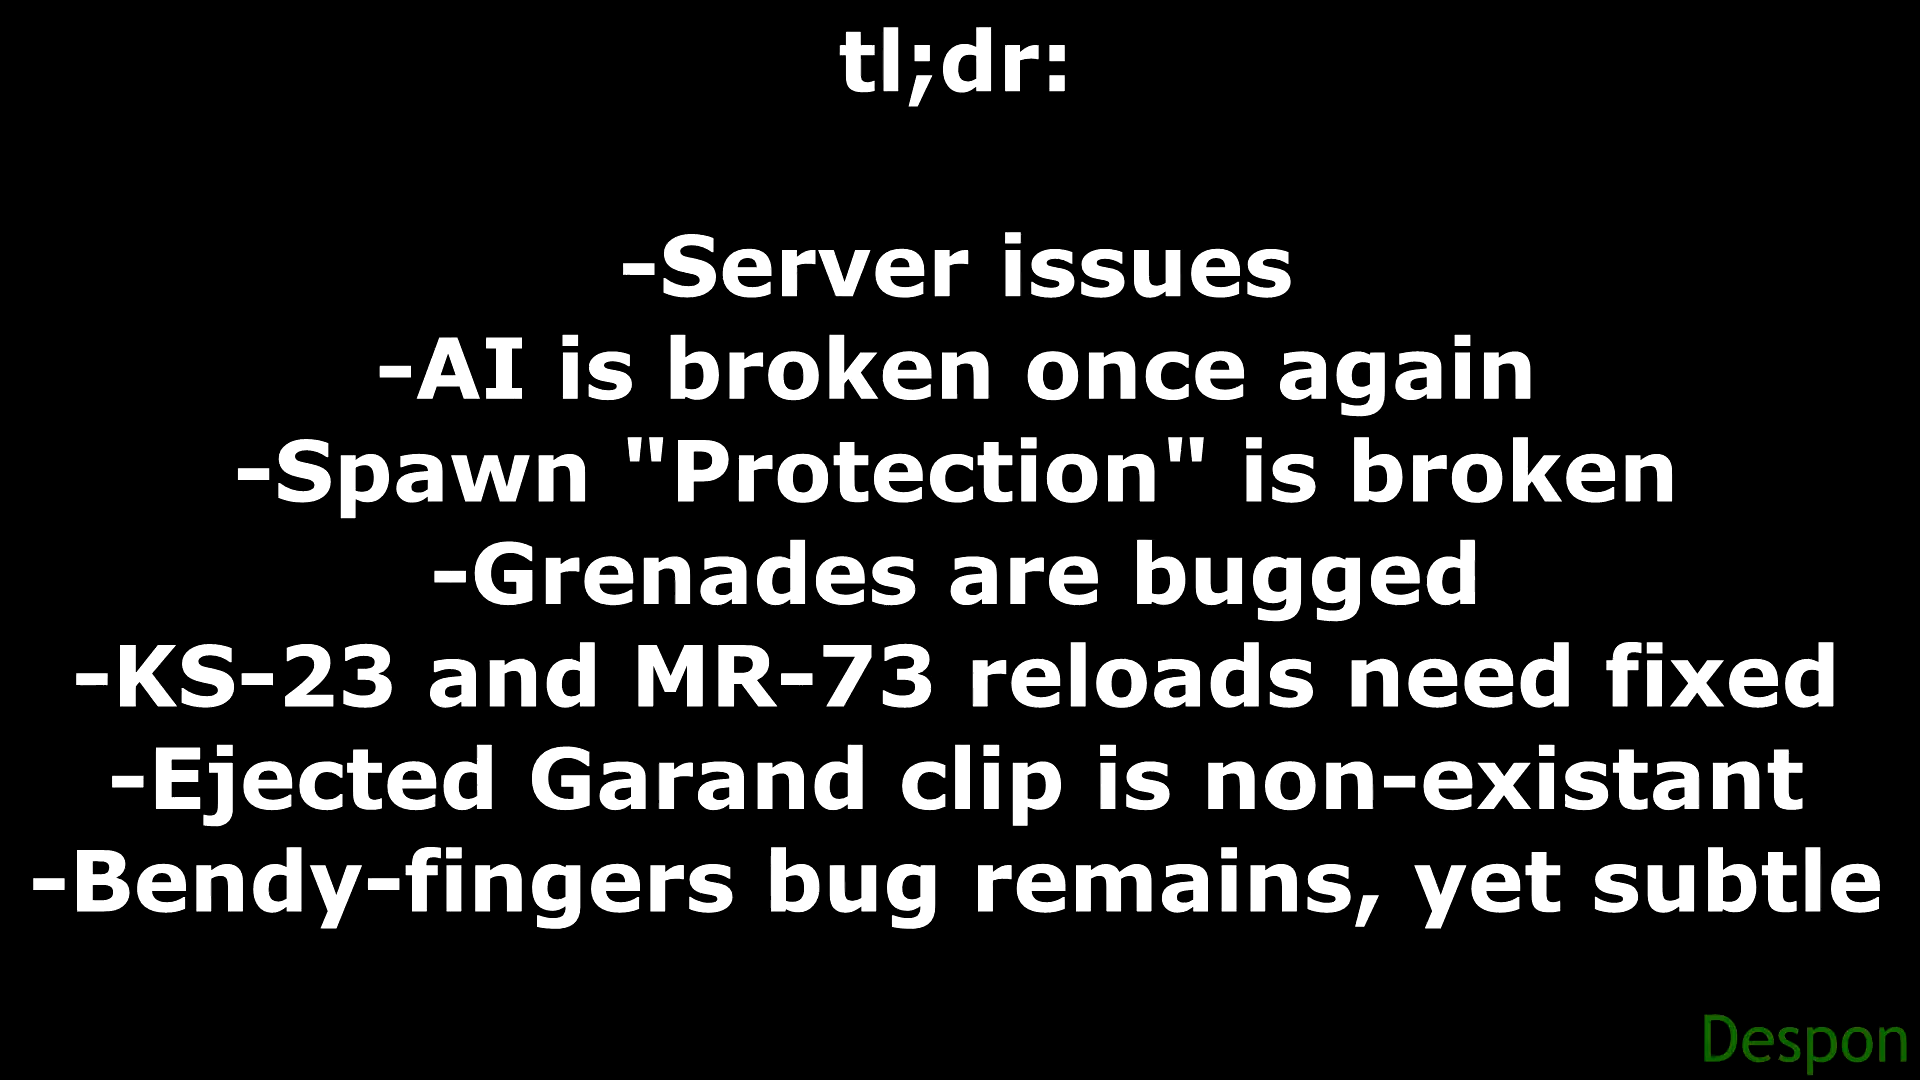 tl;dr:
-Server issues
-AI is broken once again
-Spawn "Protection" is broken
-Grenades are bugged
-KS-23 and MR-73 reloads need fixed
-Ejected Garand clip is non-existant
-Bendy-fingers bug remains, yet subtle
Despon